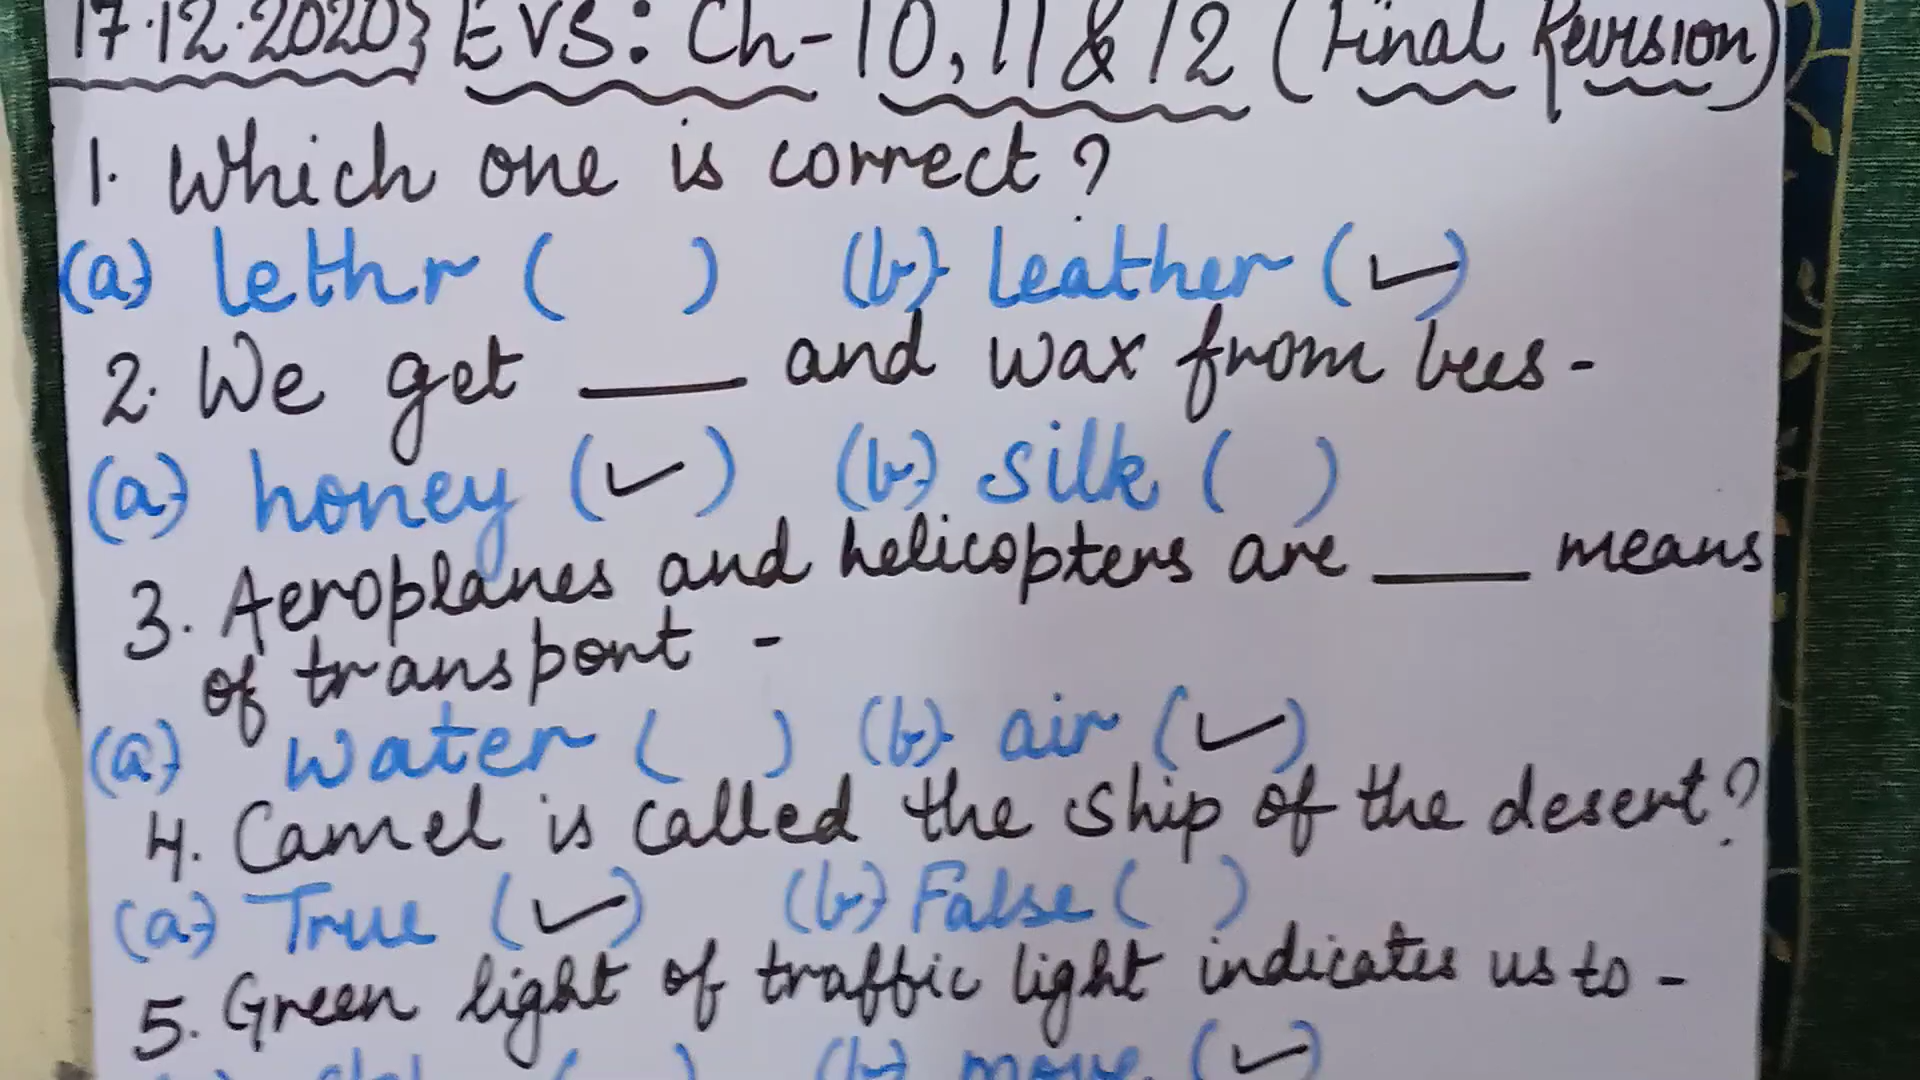 17.12.2020} EVS: Ch-10, 11 & 12 (Final Revision)
1. Which one is correct?
(a) lethr ( ) (b) leather (✓)
2. We get ___ and wax from bees -
(a) honey (✓) (b) silk ( )
3. Aeroplanes and helicopters are ___ means
of transport -
(a) water ( ) (b) air (✓)
4. Camel is called the ship of the desert?
(a) True (✓) (b) False ( )
5. Green light of traffic light indicates us to -
( ) (b) move (✓)